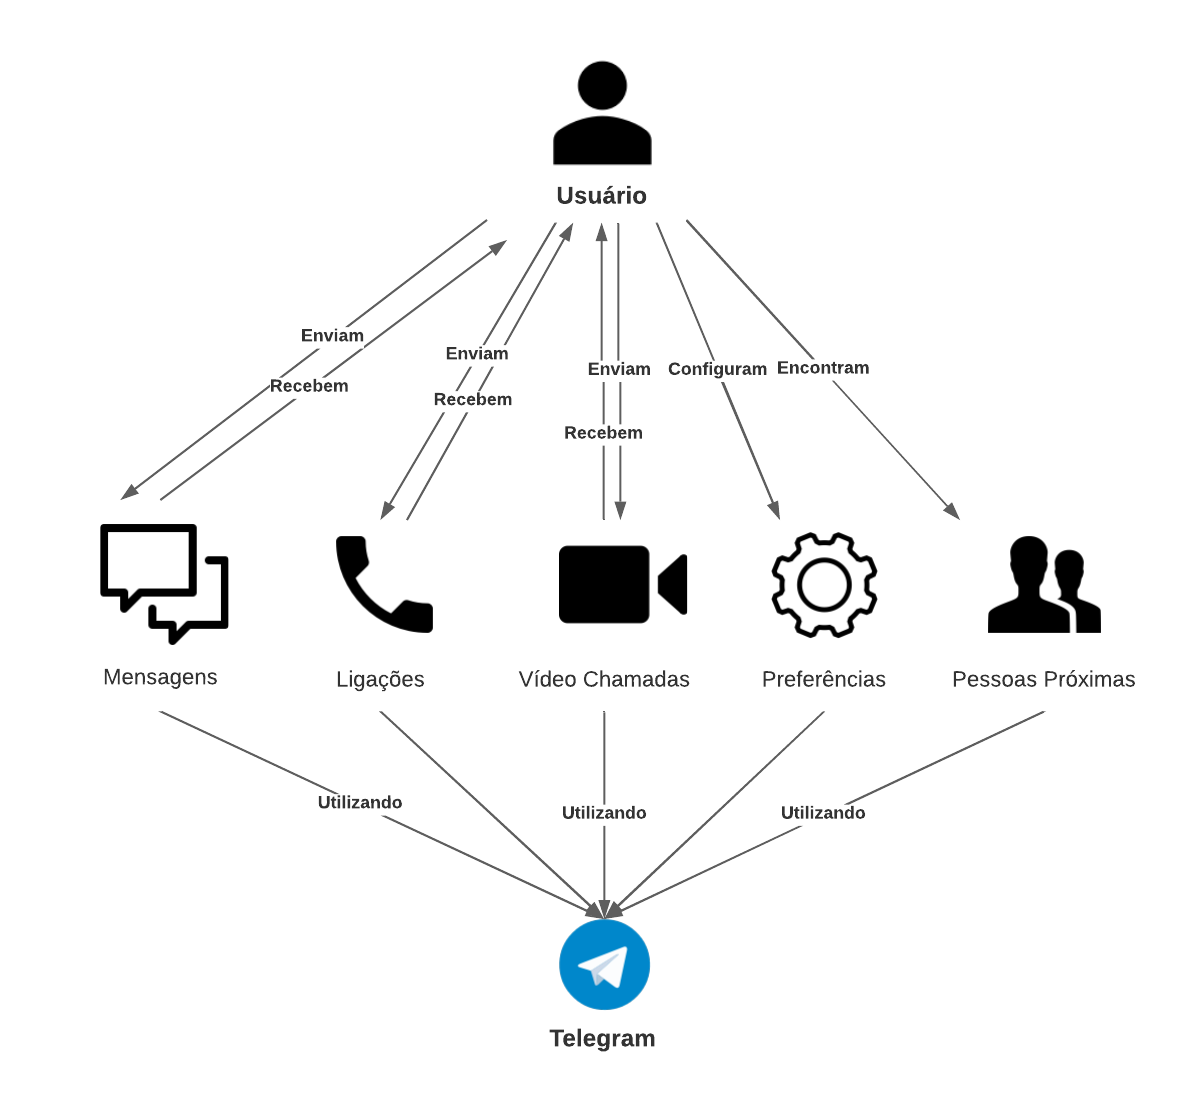 Usuário
Enviam
Recebem
Enviam
Recebem
Enviam
Recebem
Configuram
Encontram
Mensagens
Ligações
Vídeo Chamadas
Preferências
Pessoas Próximas
Utilizando
Utilizando
Utilizando
Telegram